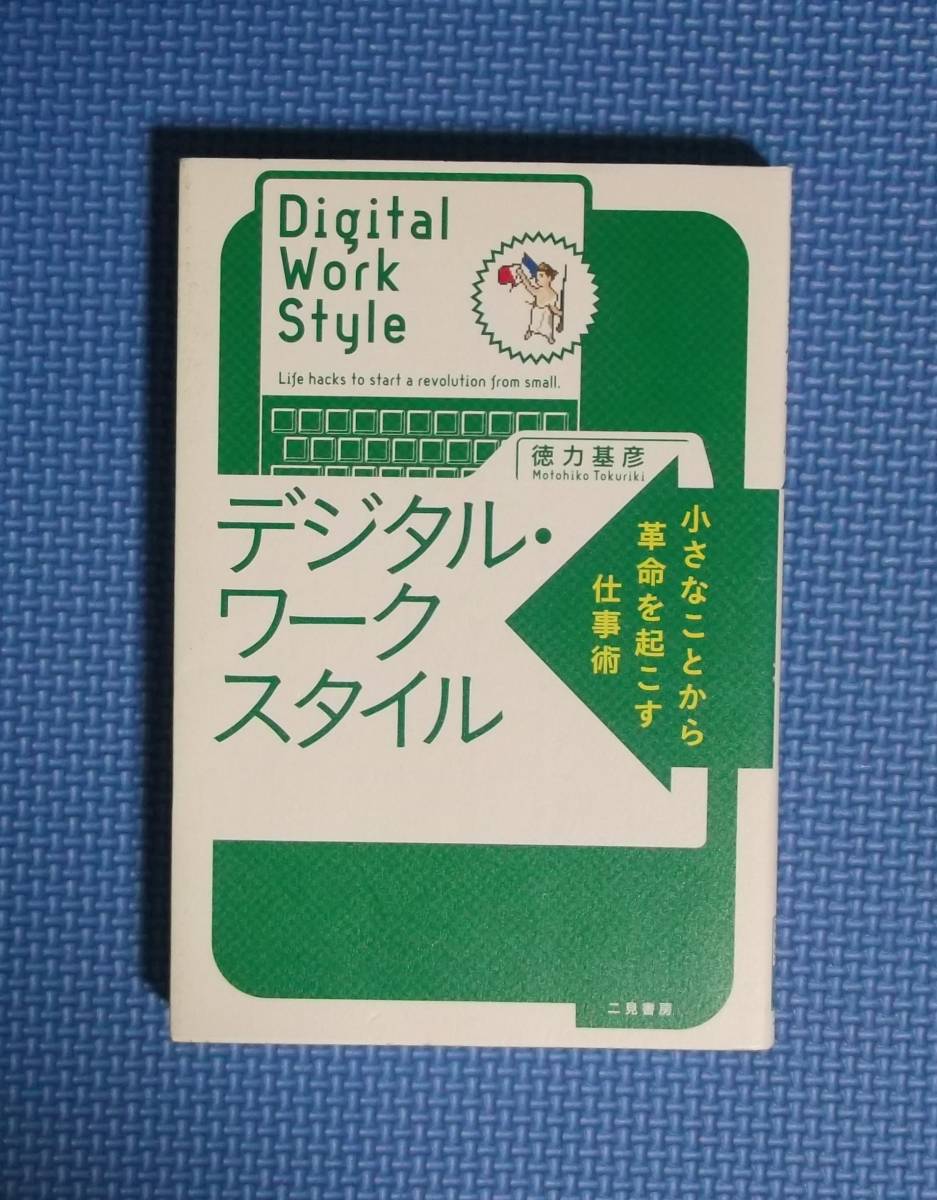 Digital
Work
Style
Life hacks to start a revolution from small.
徳力基彦
Motohiko Tokuriki
デジタル・
ワーク
スタイル
小さなことから
革命を起こす
仕事術
二見書房